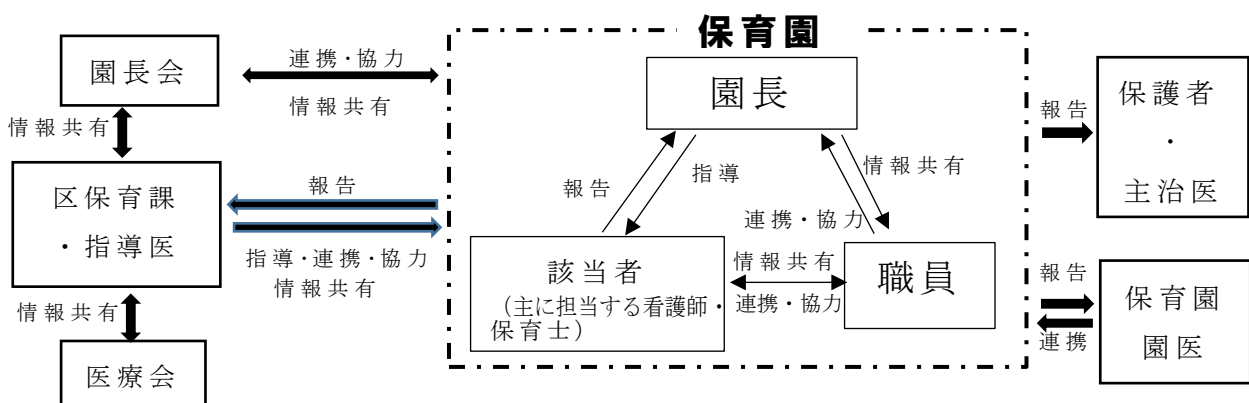 保育園
園長会
連携・協力
情報共有
情報共有
区保育課
・指導医
報告
指導・連携・協力
情報共有
情報共有
医療会
園長
報告
指導
情報共有
連携・協力
該当者
（主に担当する看護師・
保育士）
情報共有
連携・協力
職員
報告
保護者
・
主治医
報告
連携
保育園
園医